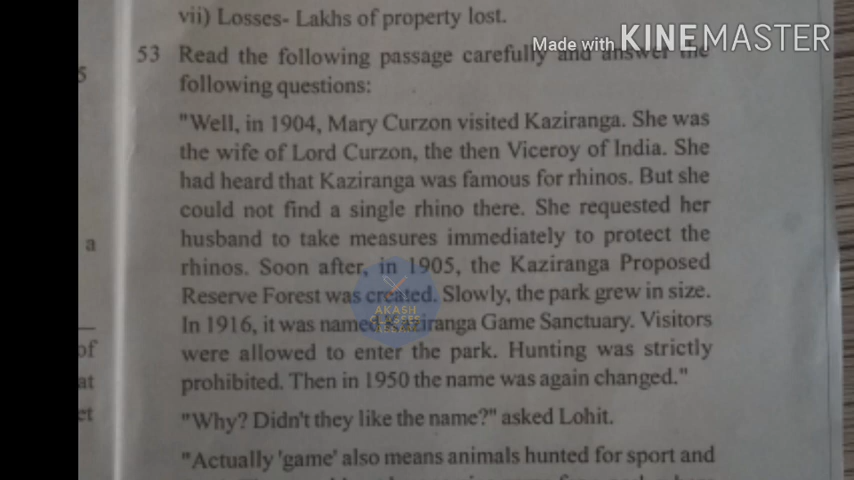 vii) Losses- Lakhs of property lost.
Made with KINEMASTER
53 Read the following passage carefully and answer the
following questions:
"Well, in 1904, Mary Curzon visited Kaziranga. She was
the wife of Lord Curzon, the then Viceroy of India. She
had heard that Kaziranga was famous for rhinos. But she
could not find a single rhino there. She requested her
a
husband to take measures immediately to protect the
rhinos. Soon after, in 1905, the Kaziranga Proposed
Reserve Forest was created. Slowly, the park grew in size.
AKASH
In 1916, it was named Kaziranga Game Sanctuary. Visitors
of
were allowed to enter the park. Hunting was strictly
at
prohibited. Then in 1950 the name was again changed."
et
"Why? Didn't they like the name?" asked Lohit.
"Actually 'game' also means animals hunted for sport and